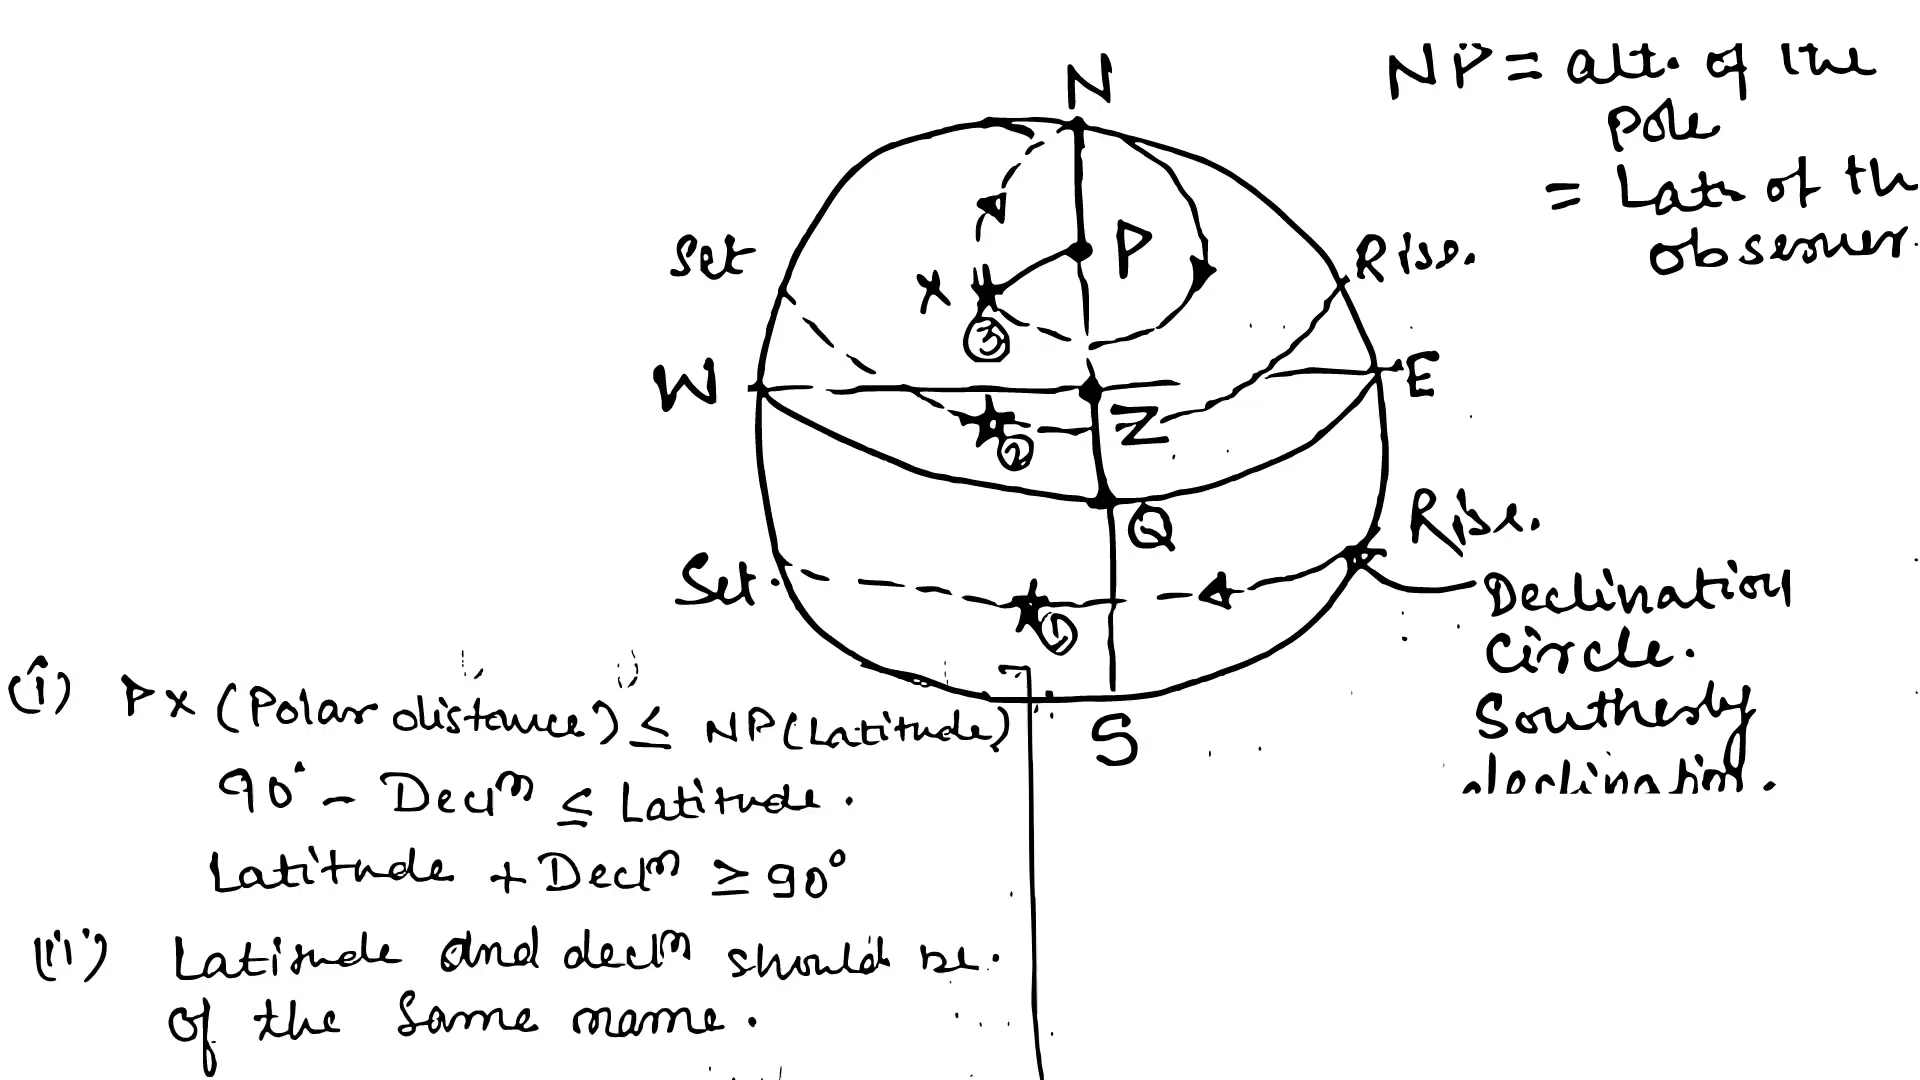 N
NP = alt. of the
pole
= Lat. of th
observer.
Set
X
P
Rise.
③
W
E
Z
②
Q
Rise.
Set.
①
Declination
circle.
Southerly
declination.
S
(i) PX (Polar distance) ≤ NP (Latitude)
90° - Declⁿ ≤ Latitude.
Latitude + Declⁿ ≥ 90°
(ii) Latitude and declⁿ should be.
of the same name.